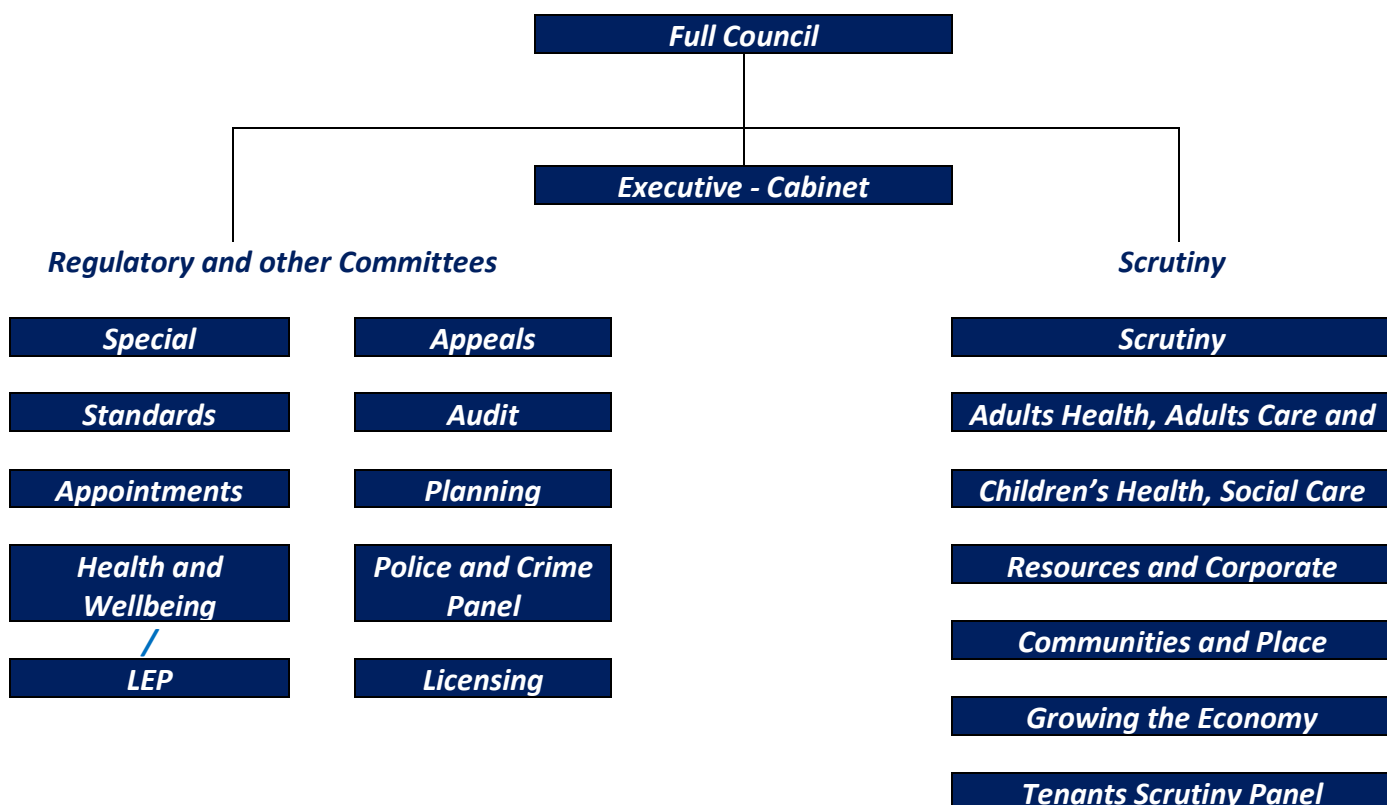 Full Council
Executive - Cabinet
Regulatory and other Committees
Scrutiny
Special
Appeals
Scrutiny
Standards
Audit
Adults Health, Adults Care and
Appointments
Planning
Children’s Health, Social Care
Health and
Wellbeing
Police and Crime
Panel
Resources and Corporate
/
Communities and Place
LEP
Licensing
Growing the Economy
Tenants Scrutiny Panel